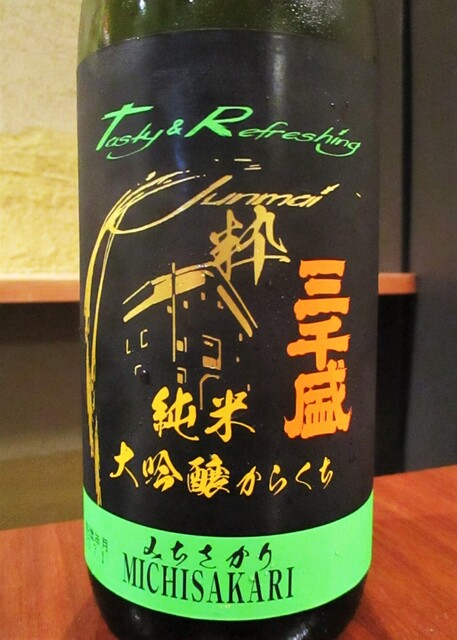 Tasty & Refreshing
Junmai
粋
三千盛
純米
大吟醸からくち
みちさかり
MICHISAKARI